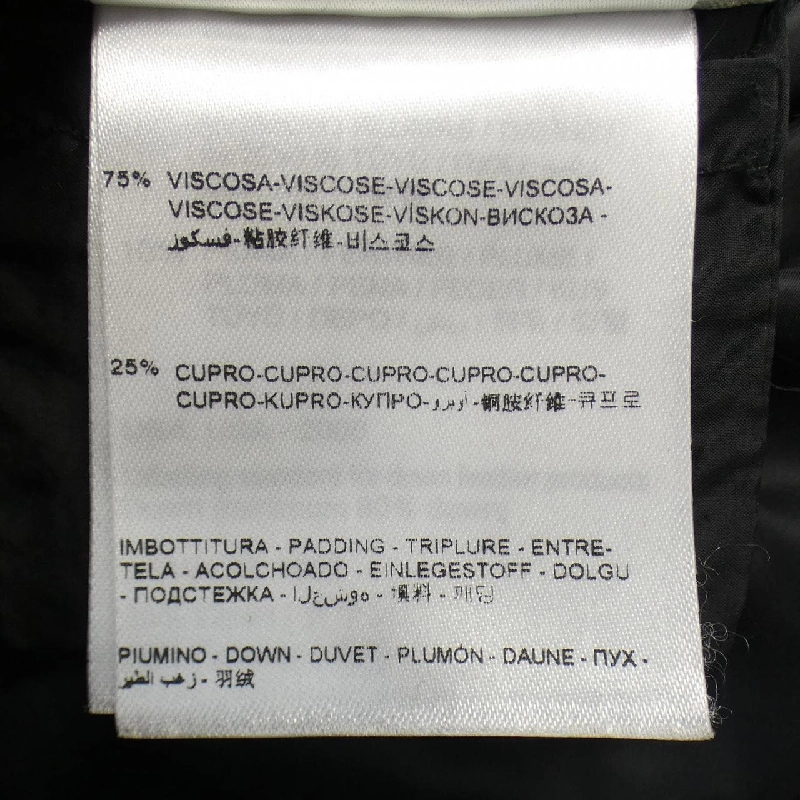 75% VISCOSA-VISCOSE-VISCOSE-VISCOSA-
VISCOSE-VISKOSE-VİSKON-ВИСКОЗА -
فسكوز-粘胶纤维-비스코스
25% CUPRO-CUPRO-CUPRO-CUPRO-CUPRO-
CUPRO-KUPRO-КУПРО- -铜胺纤维-큐프로
IMBOTTITURA - PADDING - TRIPLURE - ENTRE-
TELA - ACOLCHOADO - EINLEGESTOFF - DOLGU
- ПОДСТЕЖКА - - 填料 - 패딩
PIUMINO - DOWN - DUVET - PLUMÓN - DAUNE - ПУХ -
زغب الطير - 羽绒